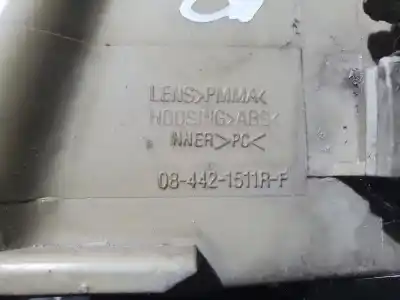 LENS>PMMA<
HOUSING>ABS<
INNER>PC<
08-442-1511R-F